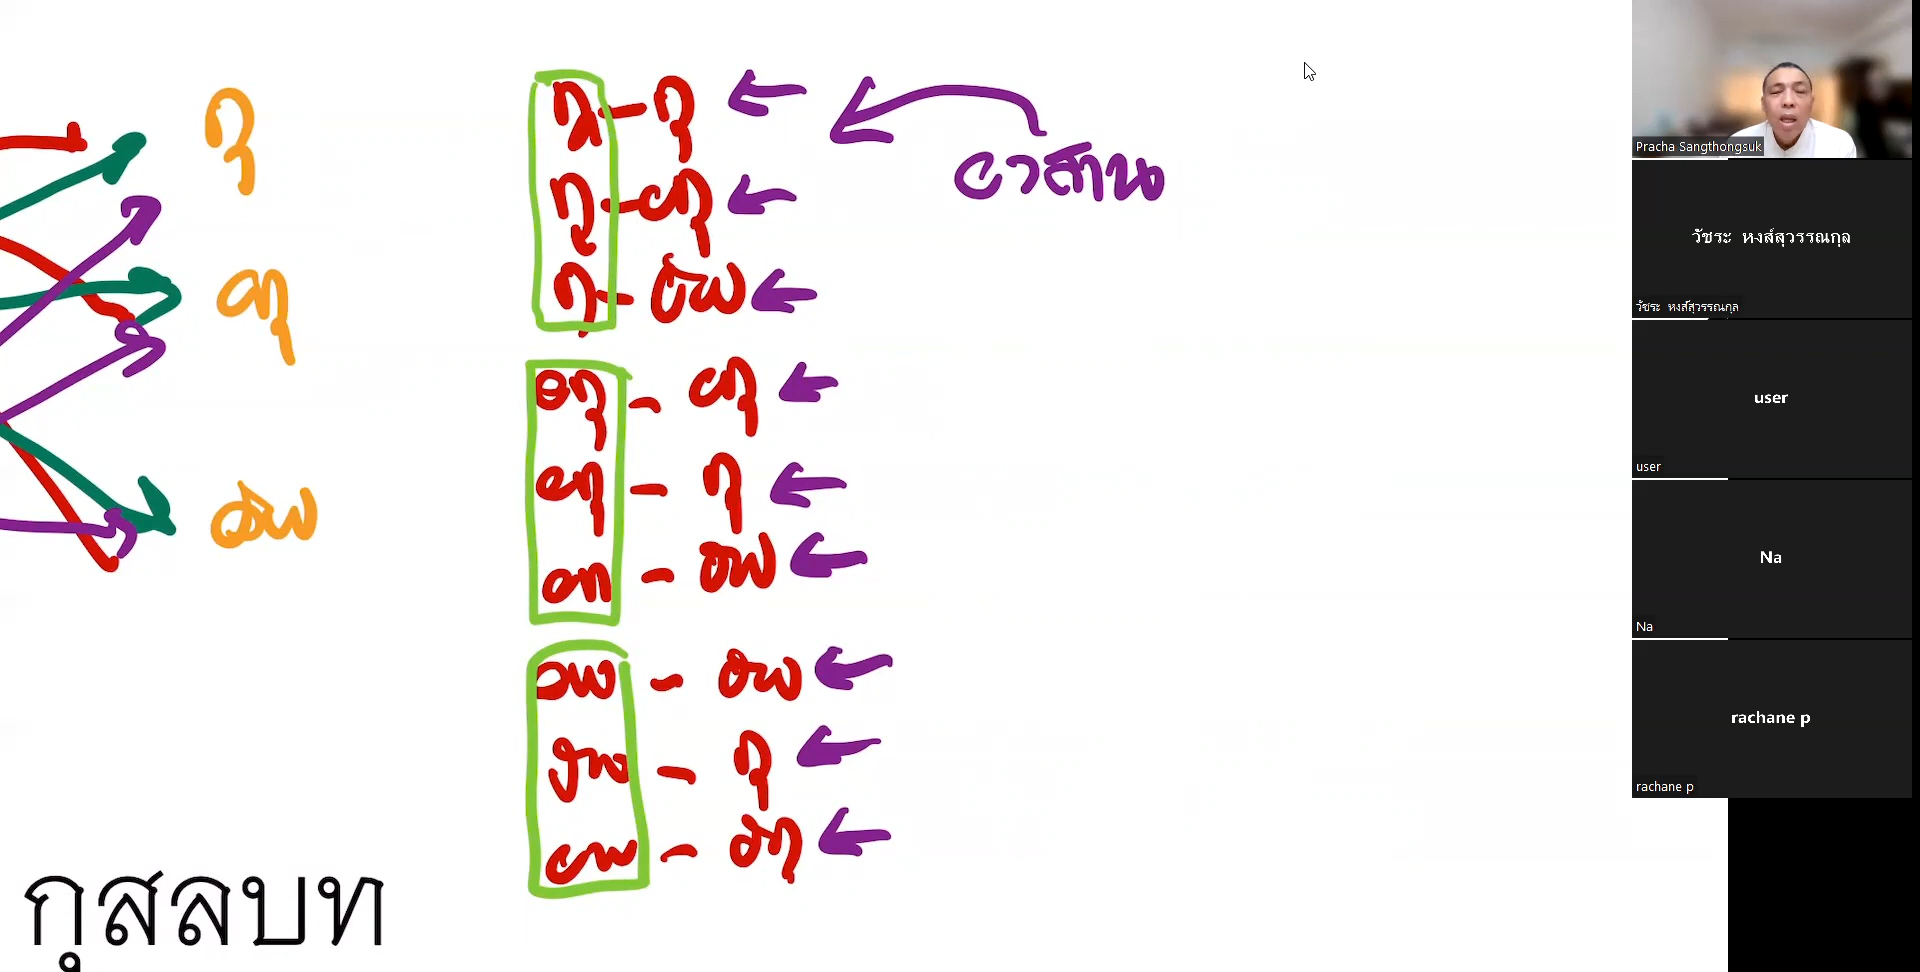 กุ
อกุ
อพ
กุ - กุ
กุ - อกุ
กุ - อพ
อกุ - อกุ
อกุ - กุ
อกุ - อพ
อพ - อพ
อพ - กุ
อพ - อกุ
อวสาน
กุสลบท
Pracha Sangthongsuk
วัชระ หงส์สุวรรณกุล
วัชระ หงส์สุวรรณกุล
user
user
Na
Na
rachane p
rachane p